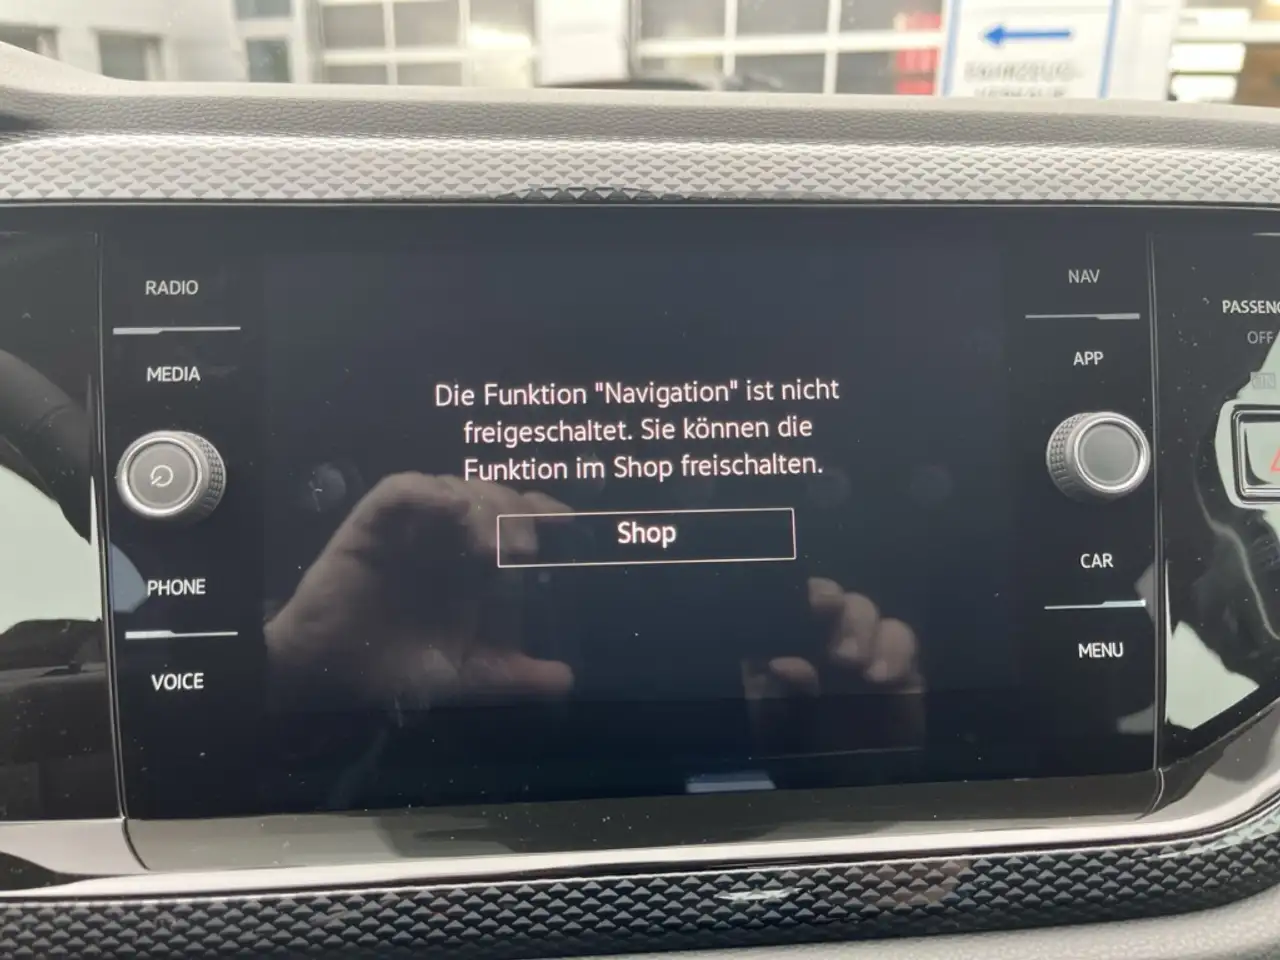 FAHRZEUG-
RADIO
MEDIA
PHONE
VOICE
Die Funktion "Navigation" ist nicht
freigeschaltet. Sie können die
Funktion im Shop freischalten.
Shop
NAV
APP
CAR
MENU
OFF